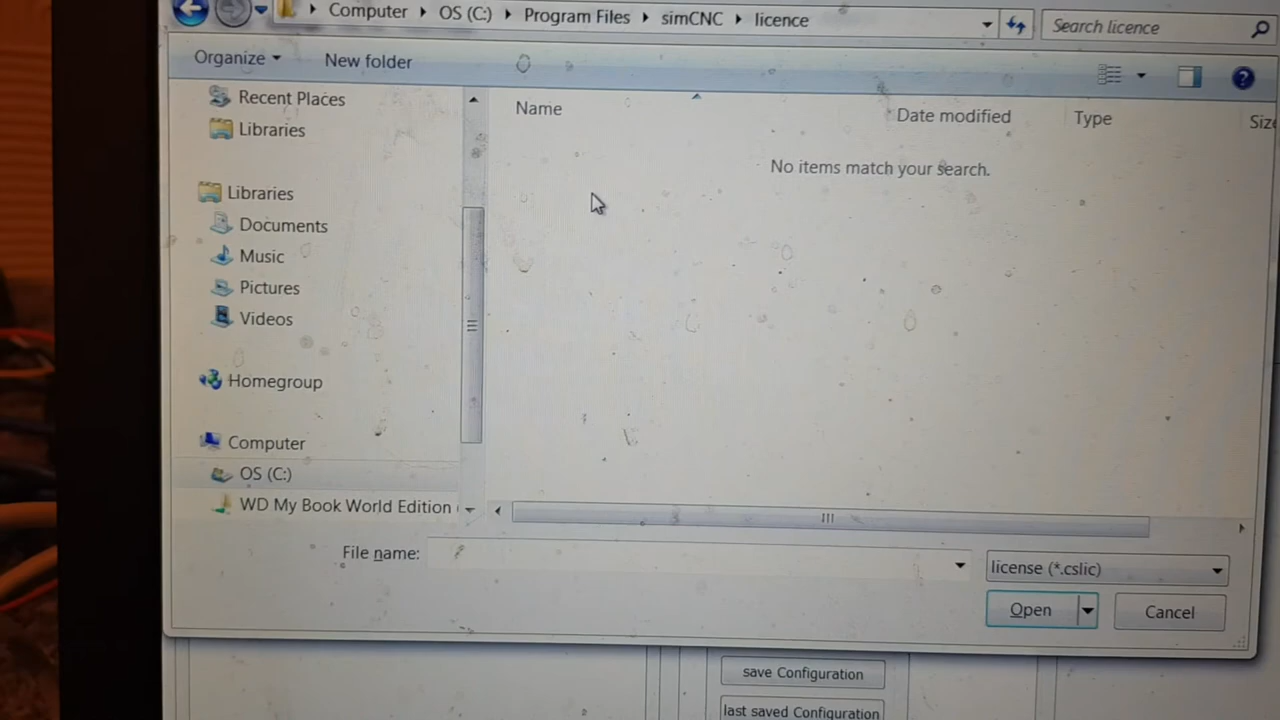 Computer ▸ OS (C:) ▸ Program Files ▸ simCNC ▸ licence
Search licence
Organize
New folder
Name
Date modified
Type
No items match your search.
Recent Places
Libraries
Libraries
Documents
Music
Pictures
Videos
Homegroup
Computer
OS (C:)
WD My Book World Edition
File name:
license (*.cslic)
Open
Cancel
save Configuration
last saved Configuration